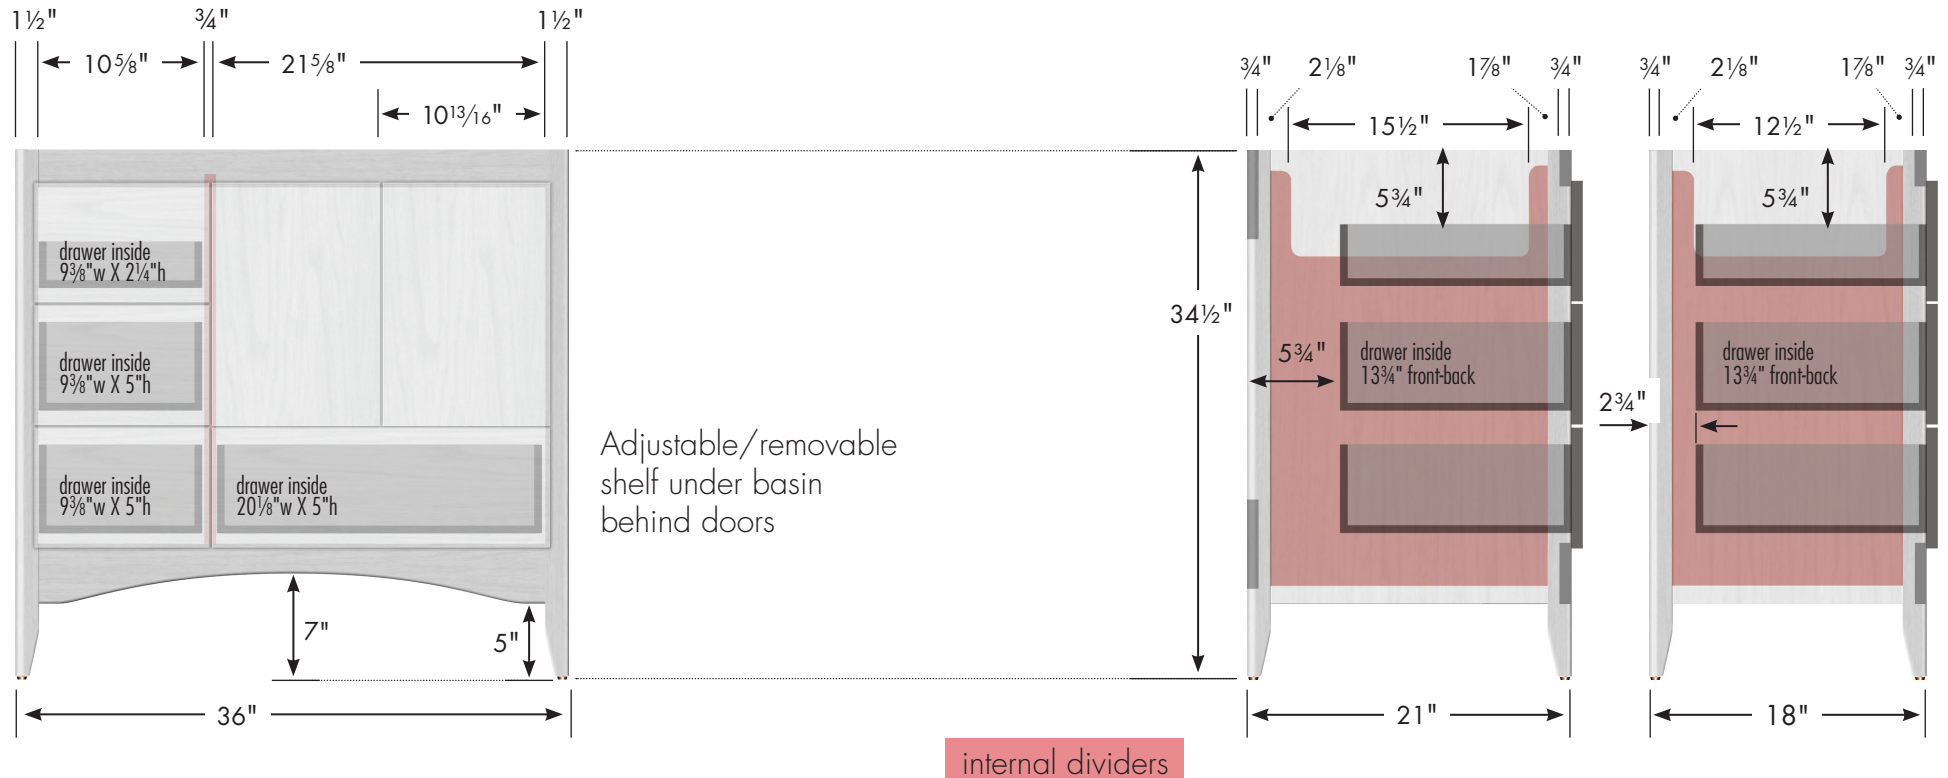 1½" ¾" 1½"
10⅝" 21⅝"
10¹³⁄₁₆"
drawer inside
9⅜"w X 2¼"h
drawer inside
9⅜"w X 5"h
drawer inside
9⅜"w X 5"h
drawer inside
20⅛"w X 5"h
7"
5"
36"
Adjustable/removable
shelf under basin
behind doors
34½"
¾" 2⅛" 1⅞" ¾"
15½"
5¾"
5¾"
drawer inside
13¾" front-back
21"
¾" 2⅛" 1⅞" ¾"
12½"
5¾"
drawer inside
13¾" front-back
2¾"
18"
internal dividers